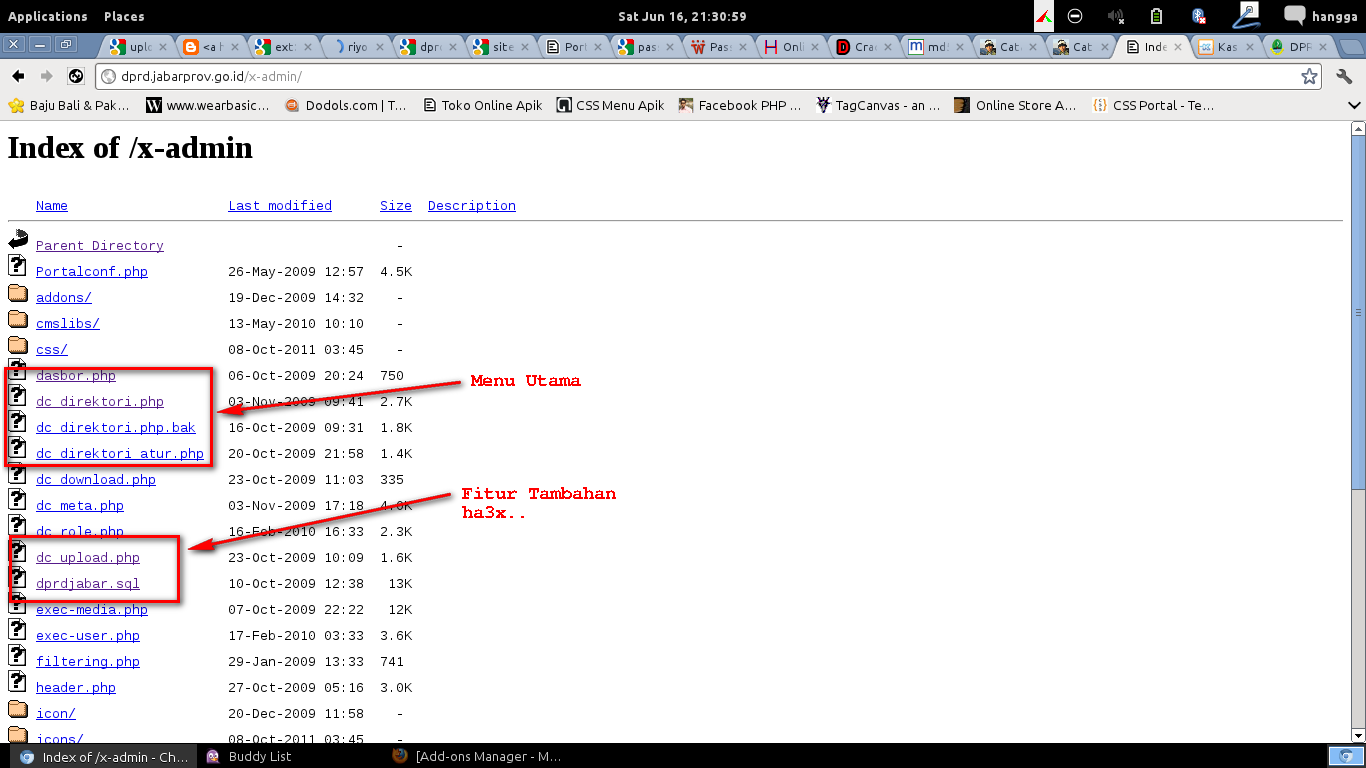 Applications Places Sat Jun 16, 21:30:59 hangga
uplo <a h ext: riyo dpr site Port pas Pas Onli Crac md5 Cat Cat Inde Kas DPR
dprd.jabarprov.go.id/x-admin/
Baju Bali & Pak... www.wearbasic... Dodols.com | T... Toko Online Apik CSS Menu Apik Facebook PHP ... TagCanvas - an ... Online Store A... CSS Portal - Te...
Index of /x-admin
Name Last modified Size Description
Parent Directory -
Portalconf.php 26-May-2009 12:57 4.5K
addons/ 19-Dec-2009 14:32 -
cmslibs/ 13-May-2010 10:10 -
css/ 08-Oct-2011 03:45 -
dasbor.php 06-Oct-2009 20:24 750
Menu Utama
dc_direktori.php 03-Nov-2009 09:41 2.7K
dc_direktori.php.bak 16-Oct-2009 09:31 1.8K
dc_direktori_atur.php 20-Oct-2009 21:58 1.4K
dc_download.php 23-Oct-2009 11:03 335
Fitur Tambahan
dc_meta.php 03-Nov-2009 17:18
ha3x..
dc_role.php 16-Feb-2010 16:33 2.3K
dc_upload.php 23-Oct-2009 10:09 1.6K
dprdjabar.sql 10-Oct-2009 12:38 13K
exec-media.php 07-Oct-2009 22:22 12K
exec-user.php 17-Feb-2010 03:33 3.6K
filtering.php 29-Jan-2009 13:33 741
header.php 27-Oct-2009 05:16 3.0K
icon/ 20-Dec-2009 11:58 -
icons/ 08-Oct-2011 03:45 -
Index of /x-admin - Ch... Buddy List [Add-ons Manager - M...